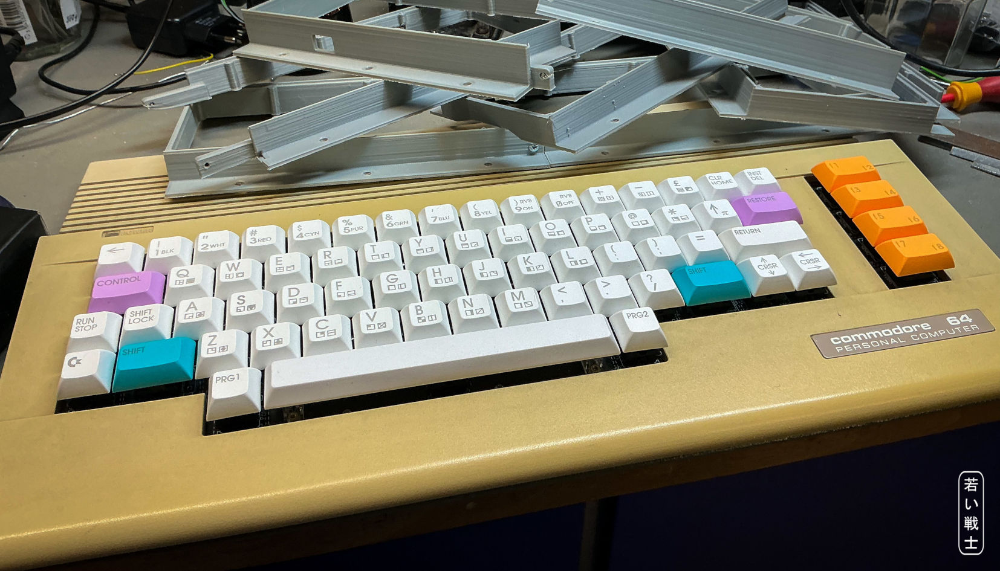 POWER
←
! 1 BLK
" 2 WHT
# 3 RED
$ 4 CYN
% 5 PUR
& 6 GRN
' 7 BLU
( 8 YEL
) 9 RVS ON
0 RVS OFF
+
-
£
CLR HOME
INST DEL
CONTROL
Q
W
E
R
T
Y
U
I
O
P
@
*
↑ π
RESTORE
RUN STOP
SHIFT LOCK
A
S
D
F
G
H
J
K
L
=
RETURN
C=
SHIFT
Z
X
C
V
B
N
M
< ,
> .
? /
SHIFT
↑ CRSR ↓
← CRSR →
PRG1
PRG2
f1 f2
f3 f4
f5 f6
f7 f8
commodore 64
PERSONAL COMPUTER
若い戦士